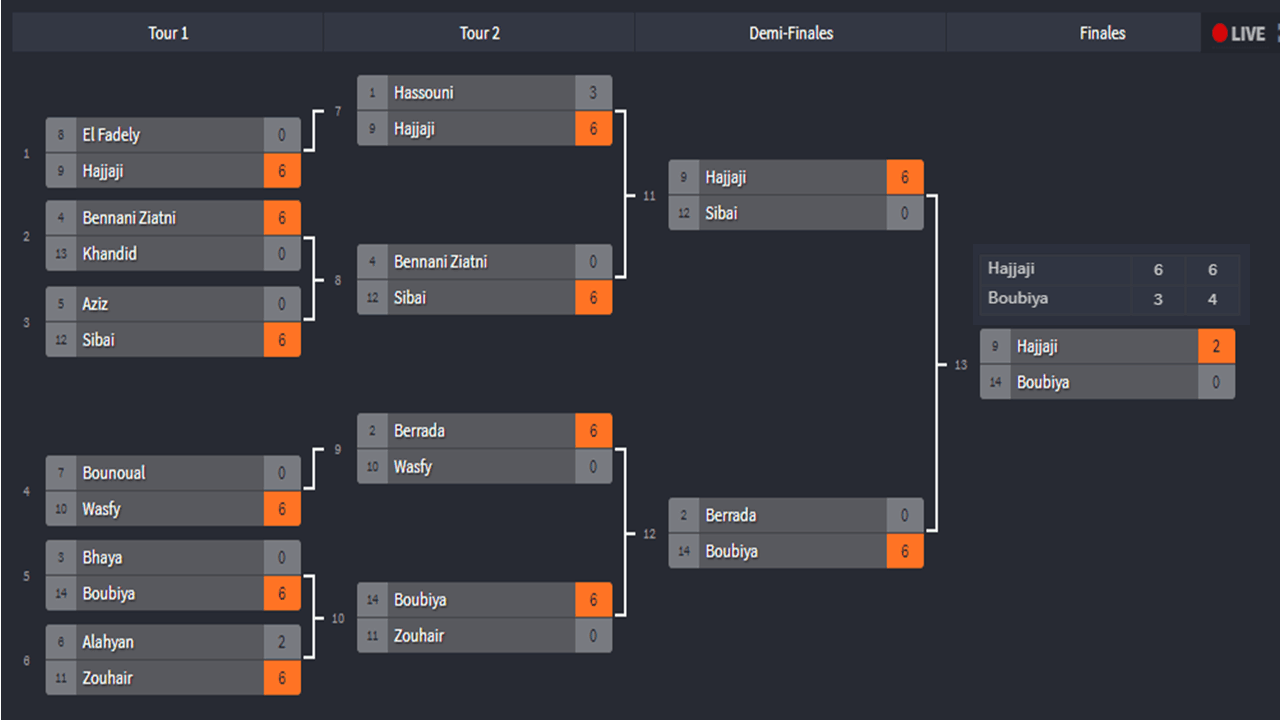 Tour 1 Tour 2 Demi-Finales Finales LIVE
1
8 El Fadely 0
9 Hajjaji 6
2
4 Bennani Ziatni 6
13 Khandid 0
3
5 Aziz 0
12 Sibai 6
4
7 Bounoual 0
10 Wasfy 6
5
3 Bhaya 0
14 Boubiya 6
6
6 Alahyan 2
11 Zouhair 6
7
1 Hassouni 3
9 Hajjaji 6
8
4 Bennani Ziatni 0
12 Sibai 6
9
2 Berrada 6
10 Wasfy 0
10
14 Boubiya 6
11 Zouhair 0
11
9 Hajjaji 6
12 Sibai 0
12
2 Berrada 0
14 Boubiya 6
Hajjaji 6 6
Boubiya 3 4
13
9 Hajjaji 2
14 Boubiya 0